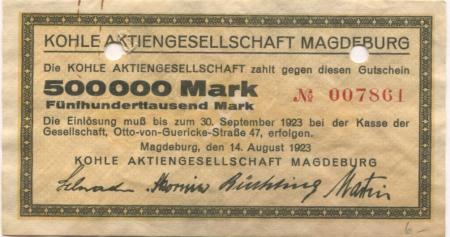 KOHLE AKTIENGESELLSCHAFT MAGDEBURG
Die KOHLE AKTIENGESELLSCHAFT zahlt gegen diesen Gutschein
500000 Mark
№ 007861
Fünfhunderttausend Mark
Die Einlösung muß bis zum 30. September 1923 bei der Kasse der
Gesellschaft, Otto-von-Guericke-Straße 47, erfolgen.
Magdeburg, den 14. August 1923
KOHLE AKTIENGESELLSCHAFT MAGDEBURG